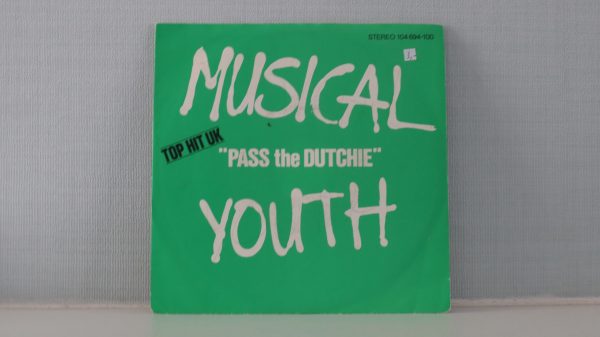 STEREO 104 694-100
MUSICAL
TOP HIT UK
"PASS the DUTCHIE"
YOUTH